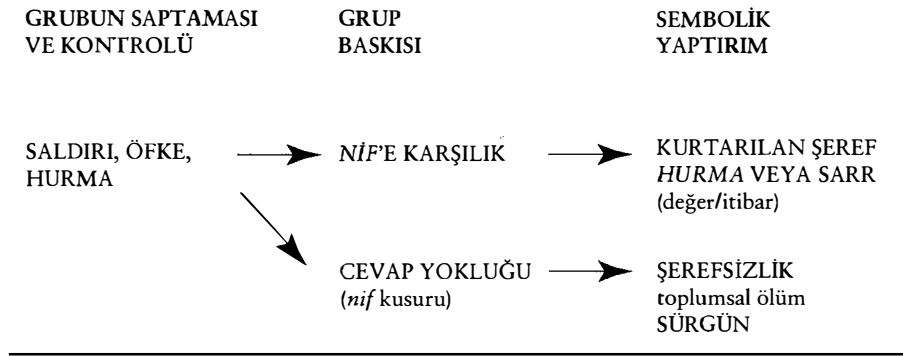 GRUBUN SAPTAMASI
VE KONTROLÜ
GRUP
BASKISI
SEMBOLİK
YAPTIRIM
SALDIRI, ÖFKE,
HURMA
NİF'E KARŞILIK
KURTARILAN ŞEREF
HURMA VEYA SARR
(değer/itibar)
CEVAP YOKLUĞU
(nif kusuru)
ŞEREFSİZLİK
toplumsal ölüm
SÜRGÜN